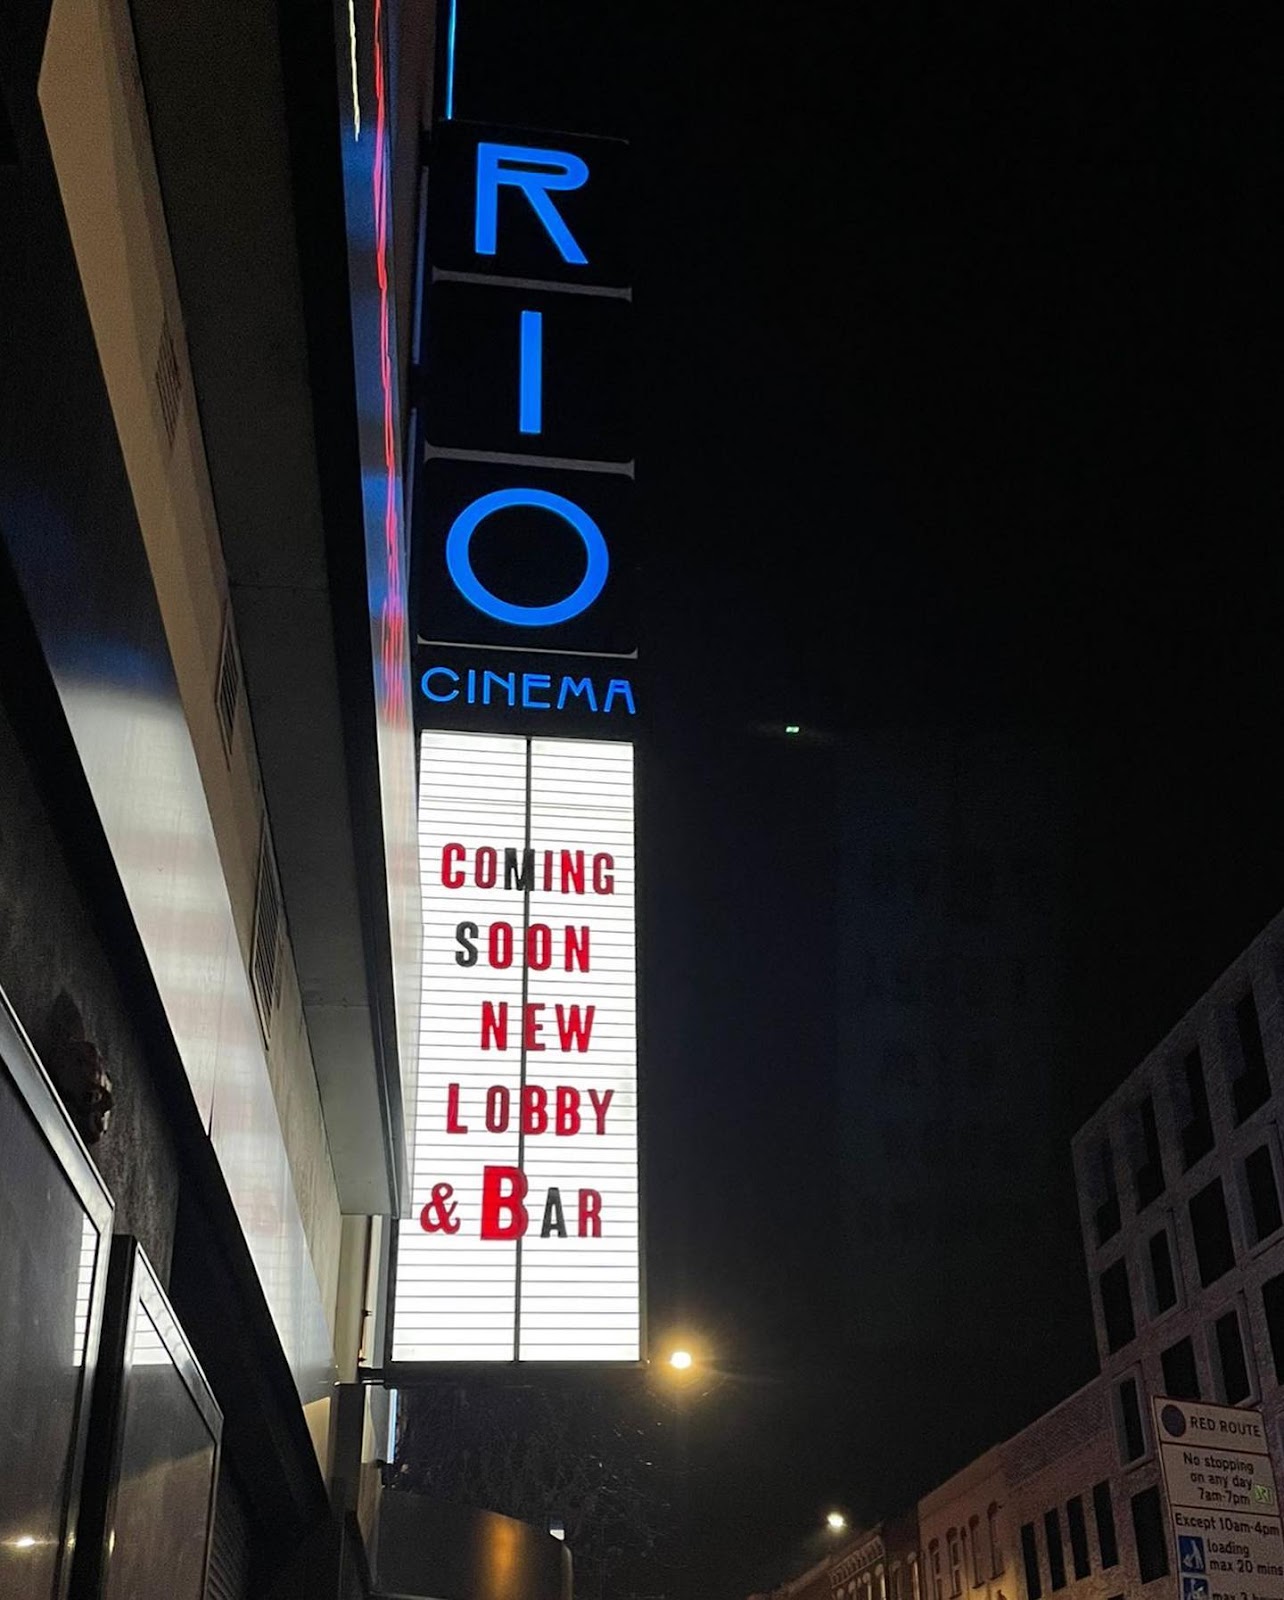 R
I
O
CINEMA
COMING
SOON
NEW
LOBBY
& BAR
RED ROUTE
No stopping
on any day
7am-7pm
Except 10am-4pm
loading
max 20 mins